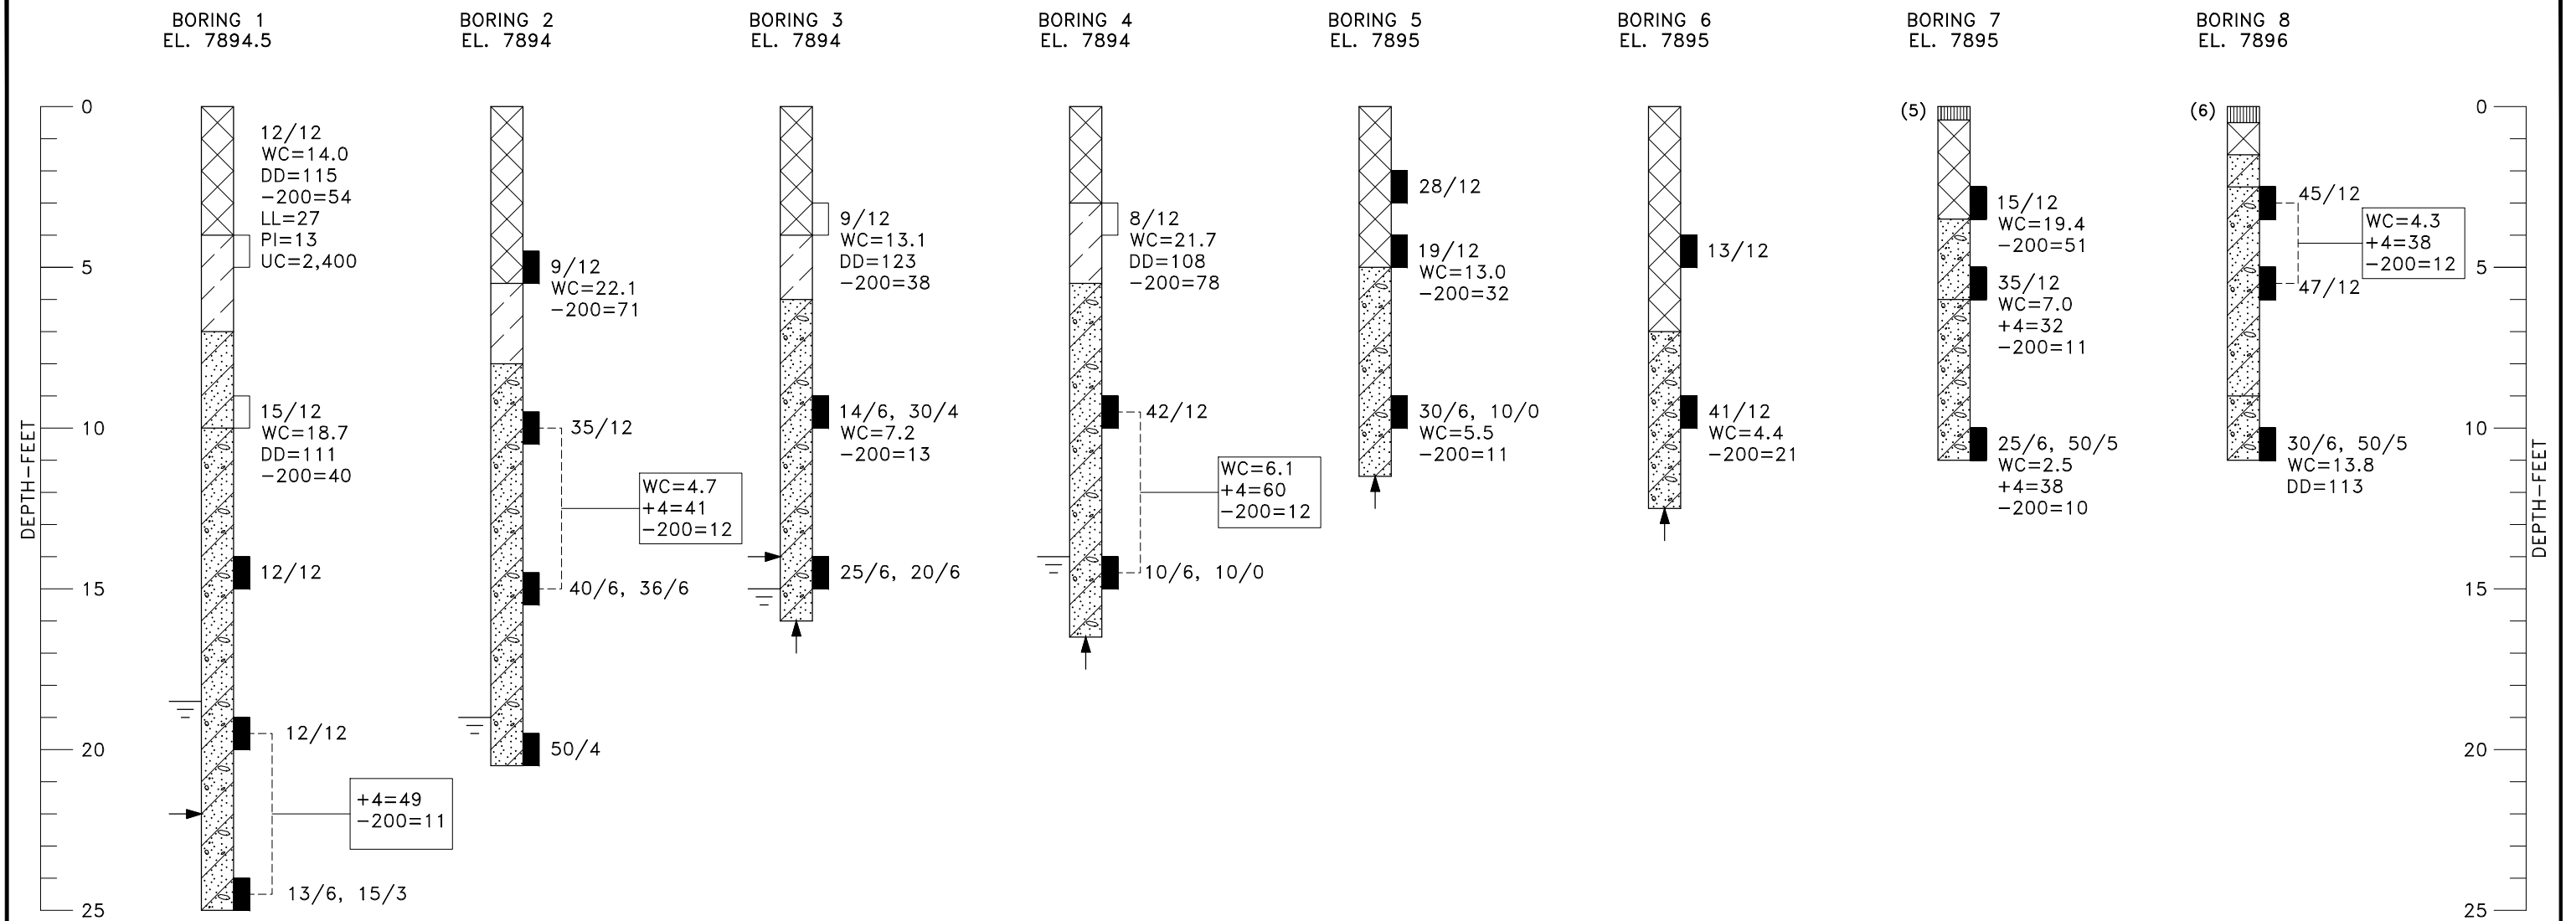 BORING 1
EL. 7894.5
BORING 2
EL. 7894
BORING 3
EL. 7894
BORING 4
EL. 7894
BORING 5
EL. 7895
BORING 6
EL. 7895
BORING 7
EL. 7895
BORING 8
EL. 7896
DEPTH-FEET
0
5
10
15
20
25
12/12
WC=14.0
DD=115
-200=54
LL=27
PI=13
UC=2,400
15/12
WC=18.7
DD=111
-200=40
12/12
12/12
+4=49
-200=11
13/6, 15/3
9/12
WC=22.1
-200=71
35/12
WC=4.7
+4=41
-200=12
40/6, 36/6
50/4
9/12
WC=13.1
DD=123
-200=38
14/6, 30/4
WC=7.2
-200=13
25/6, 20/6
8/12
WC=21.7
DD=108
-200=78
42/12
WC=6.1
+4=60
-200=12
10/6, 10/0
28/12
19/12
WC=13.0
-200=32
30/6, 10/0
WC=5.5
-200=11
13/12
41/12
WC=4.4
-200=21
(5)
15/12
WC=19.4
-200=51
35/12
WC=7.0
+4=32
-200=11
25/6, 50/5
WC=2.5
+4=38
-200=10
(6)
45/12
WC=4.3
+4=38
-200=12
47/12
30/6, 50/5
WC=13.8
DD=113
0
5
10
15
20
25
DEPTH-FEET